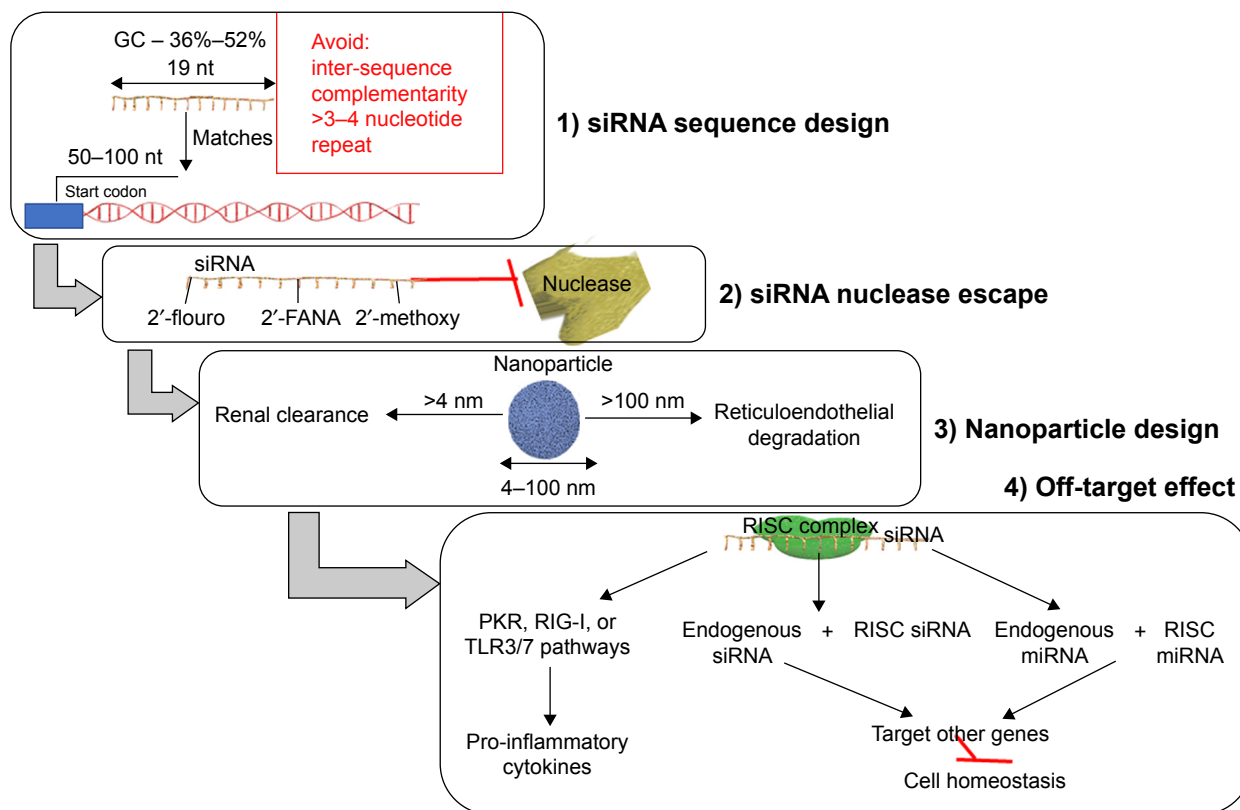 GC – 36%–52%
19 nt
Avoid:
inter-sequence
complementarity
>3–4 nucleotide
repeat
Matches
50–100 nt
Start codon
1) siRNA sequence design
siRNA
Nuclease
2′-flouro
2′-FANA
2′-methoxy
2) siRNA nuclease escape
Nanoparticle
Renal clearance
>4 nm
>100 nm
Reticuloendothelial
degradation
4–100 nm
3) Nanoparticle design
4) Off-target effect
RISC complex
siRNA
PKR, RIG-I, or
TLR3/7 pathways
Endogenous
siRNA
+ RISC siRNA
Endogenous
miRNA
+ RISC
miRNA
Pro-inflammatory
cytokines
Target other genes
Cell homeostasis